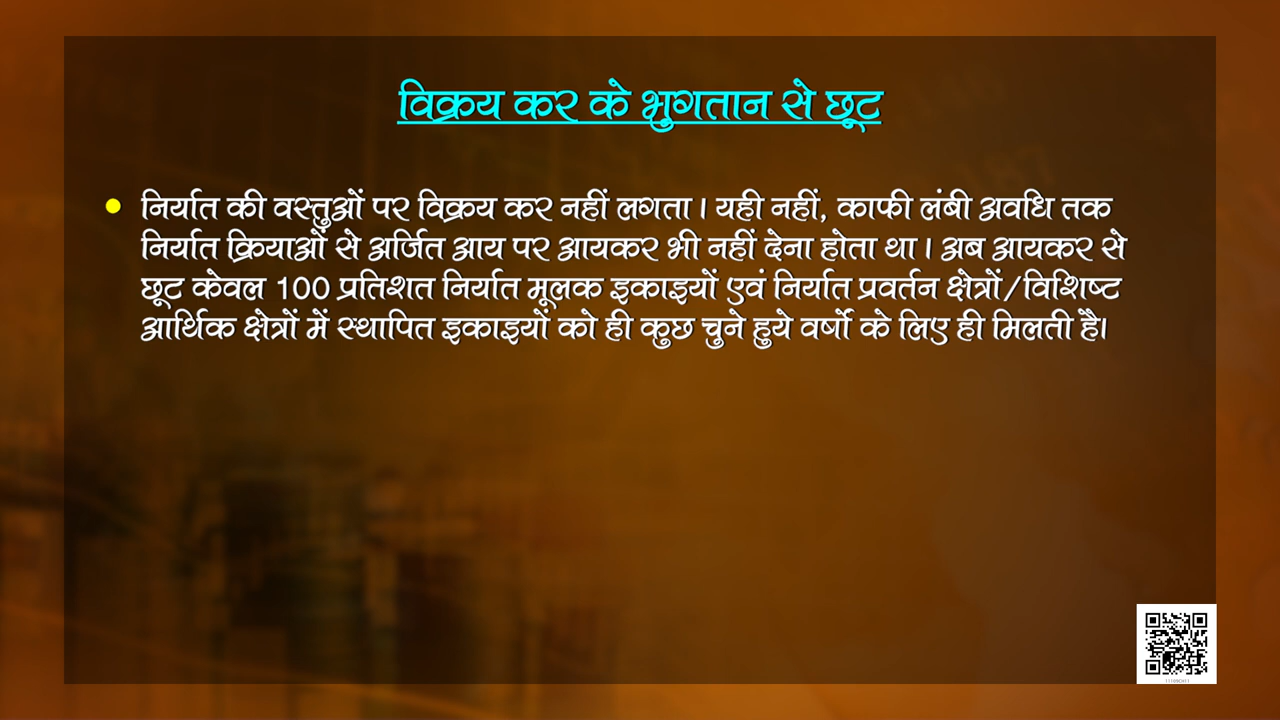 विक्रय कर के भुगतान से छूट
• निर्यात की वस्तुओं पर विक्रय कर नहीं लगता । यही नहीं, काफी लंबी अवधि तक
निर्यात क्रियाओं से अर्जित आय पर आयकर भी नहीं देना होता था । अब आयकर से
छूट केवल 100 प्रतिशत निर्यात मूलक इकाइयों एवं निर्यात प्रवर्तन क्षेत्रों/विशिष्ट
आर्थिक क्षेत्रों में स्थापित इकाइयों को ही कुछ चुने हुये वर्षो के लिए ही मिलती है।